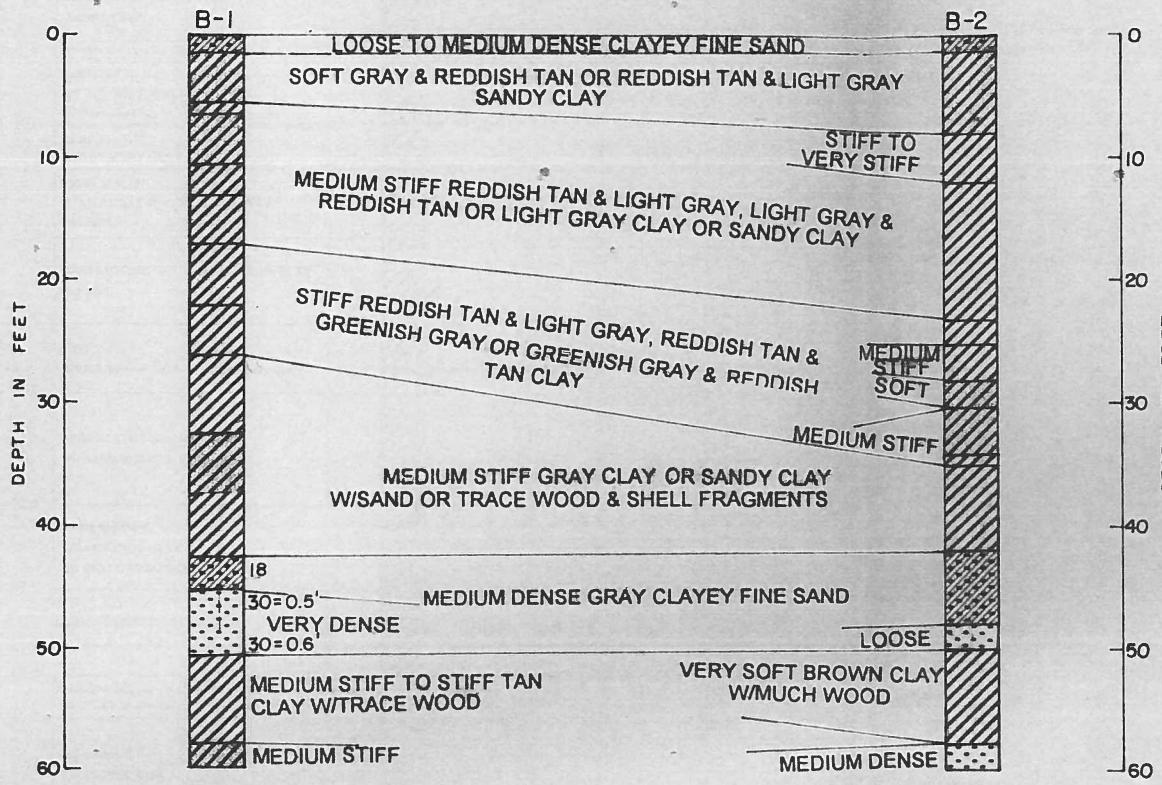 B-1
B-2
0
0
LOOSE TO MEDIUM DENSE CLAYEY FINE SAND
SOFT GRAY & REDDISH TAN OR REDDISH TAN & LIGHT GRAY
SANDY CLAY
STIFF TO
VERY STIFF
10
10
MEDIUM STIFF REDDISH TAN & LIGHT GRAY, LIGHT GRAY &
REDDISH TAN OR LIGHT GRAY CLAY OR SANDY CLAY
20
20
STIFF REDDISH TAN & LIGHT GRAY, REDDISH TAN &
GREENISH GRAY OR GREENISH GRAY & REDDISH
TAN CLAY
MEDIUM
STIFF
SOFT
DEPTH IN FEET
30
30
MEDIUM STIFF
MEDIUM STIFF GRAY CLAY OR SANDY CLAY
W/SAND OR TRACE WOOD & SHELL FRAGMENTS
40
40
18
30=0.5'
MEDIUM DENSE GRAY CLAYEY FINE SAND
VERY DENSE
30=0.6'
LOOSE
50
50
MEDIUM STIFF TO STIFF TAN
CLAY W/TRACE WOOD
VERY SOFT BROWN CLAY
W/MUCH WOOD
MEDIUM STIFF
MEDIUM DENSE
60
60